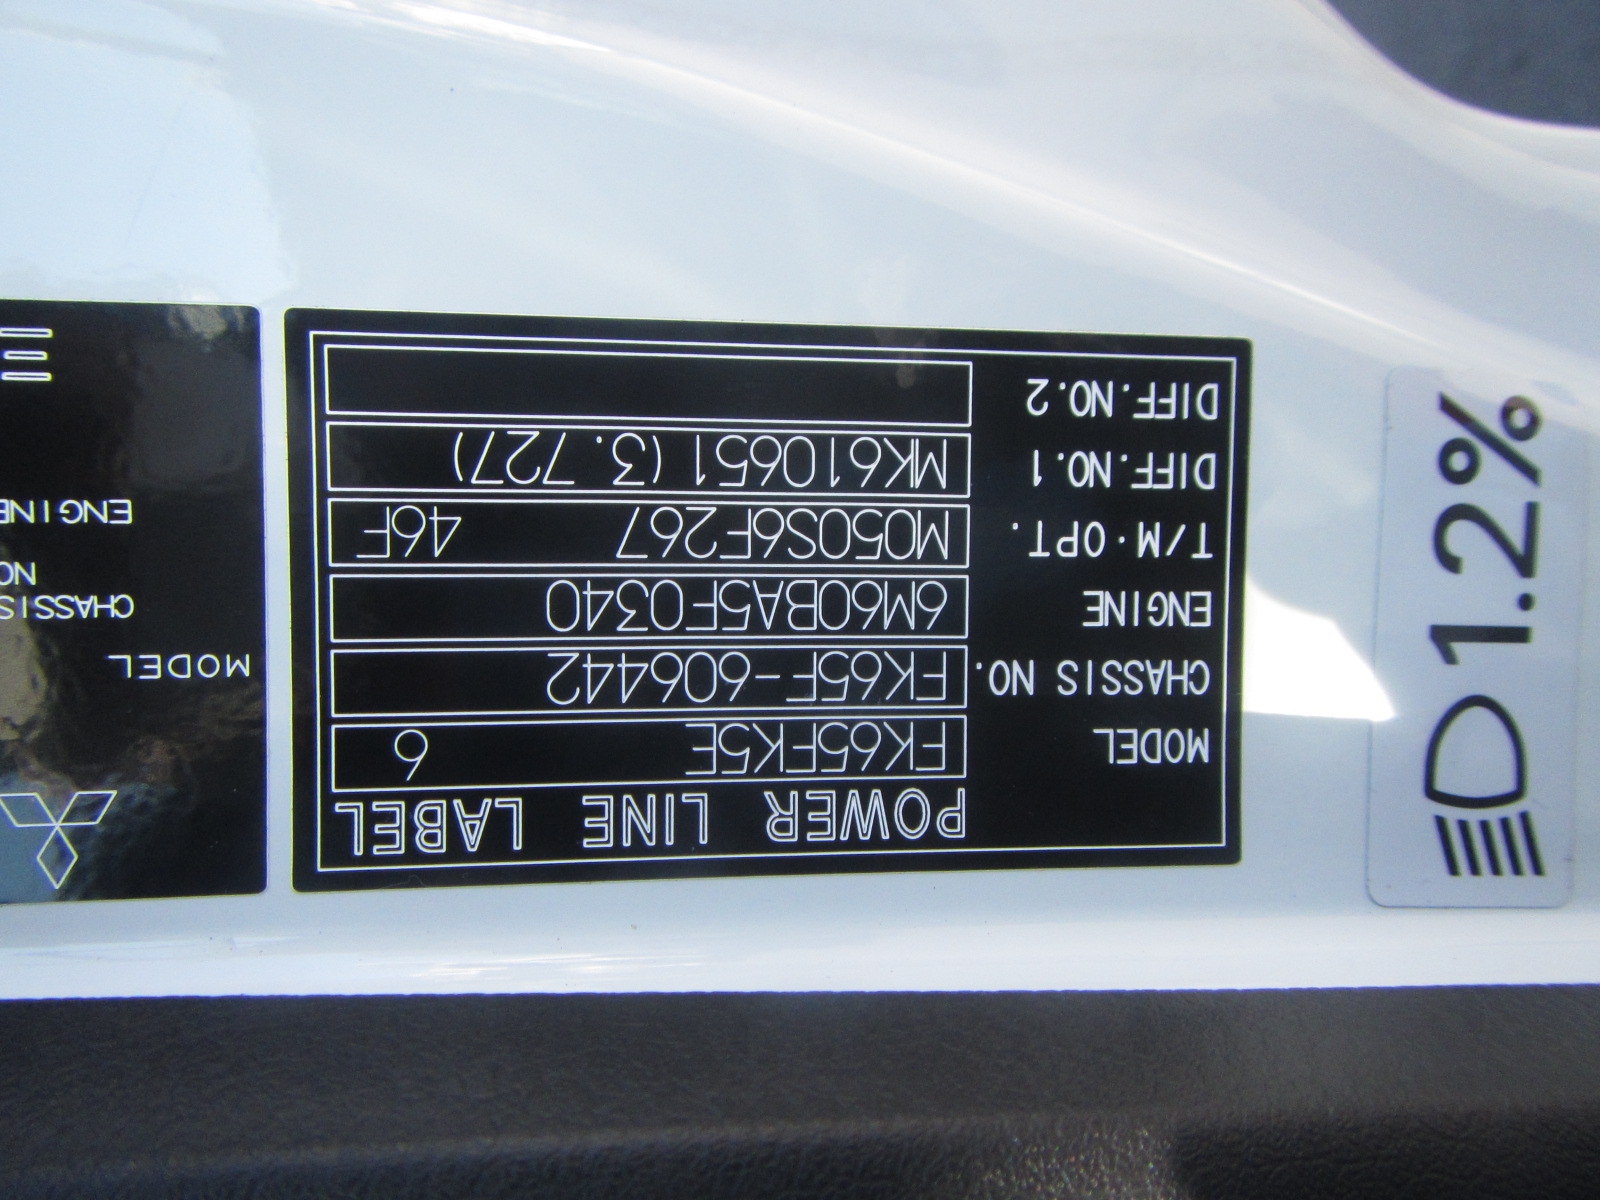 POWER LINE LABEL
MODEL FK65FK5E 6
CHASSIS NO. FK65F-606442
ENGINE 6M60BA5F0340
T/M·OPT. M050S6F267 46F
DIFF.NO.1 MK610651(3.727)
DIFF.NO.2
MODEL
CHASSIS
NO
ENGINE
1.2%